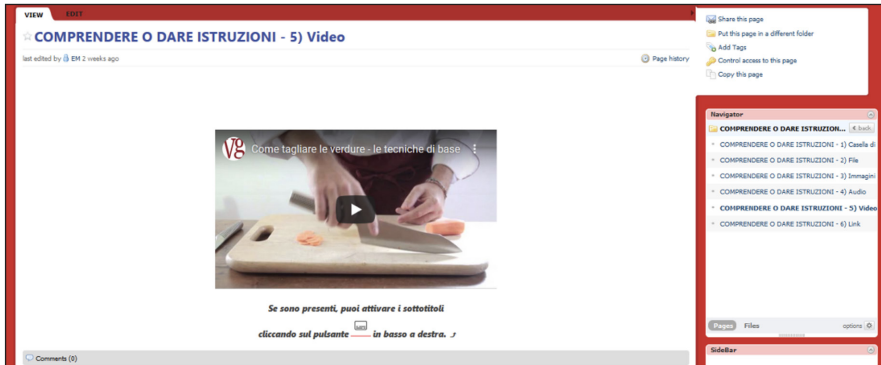 VIEW
EDIT
COMPRENDERE O DARE ISTRUZIONI - 5) Video
last edited by EM 2 weeks ago
Page history
Vg Come tagliare le verdure - le tecniche di base
Se sono presenti, puoi attivare i sottotitoli
cliccando sul pulsante in basso a destra.
Comments (0)
Share this page
Put this page in a different folder
Add Tags
Control access to this page
Copy this page
Navigator
COMPRENDERE O DARE ISTRUZION... back
COMPRENDERE O DARE ISTRUZIONI - 1) Casella di
COMPRENDERE O DARE ISTRUZIONI - 2) File
COMPRENDERE O DARE ISTRUZIONI - 3) Immagini
COMPRENDERE O DARE ISTRUZIONI - 4) Audio
COMPRENDERE O DARE ISTRUZIONI - 5) Video
COMPRENDERE O DARE ISTRUZIONI - 6) Link
Pages Files options
SideBar